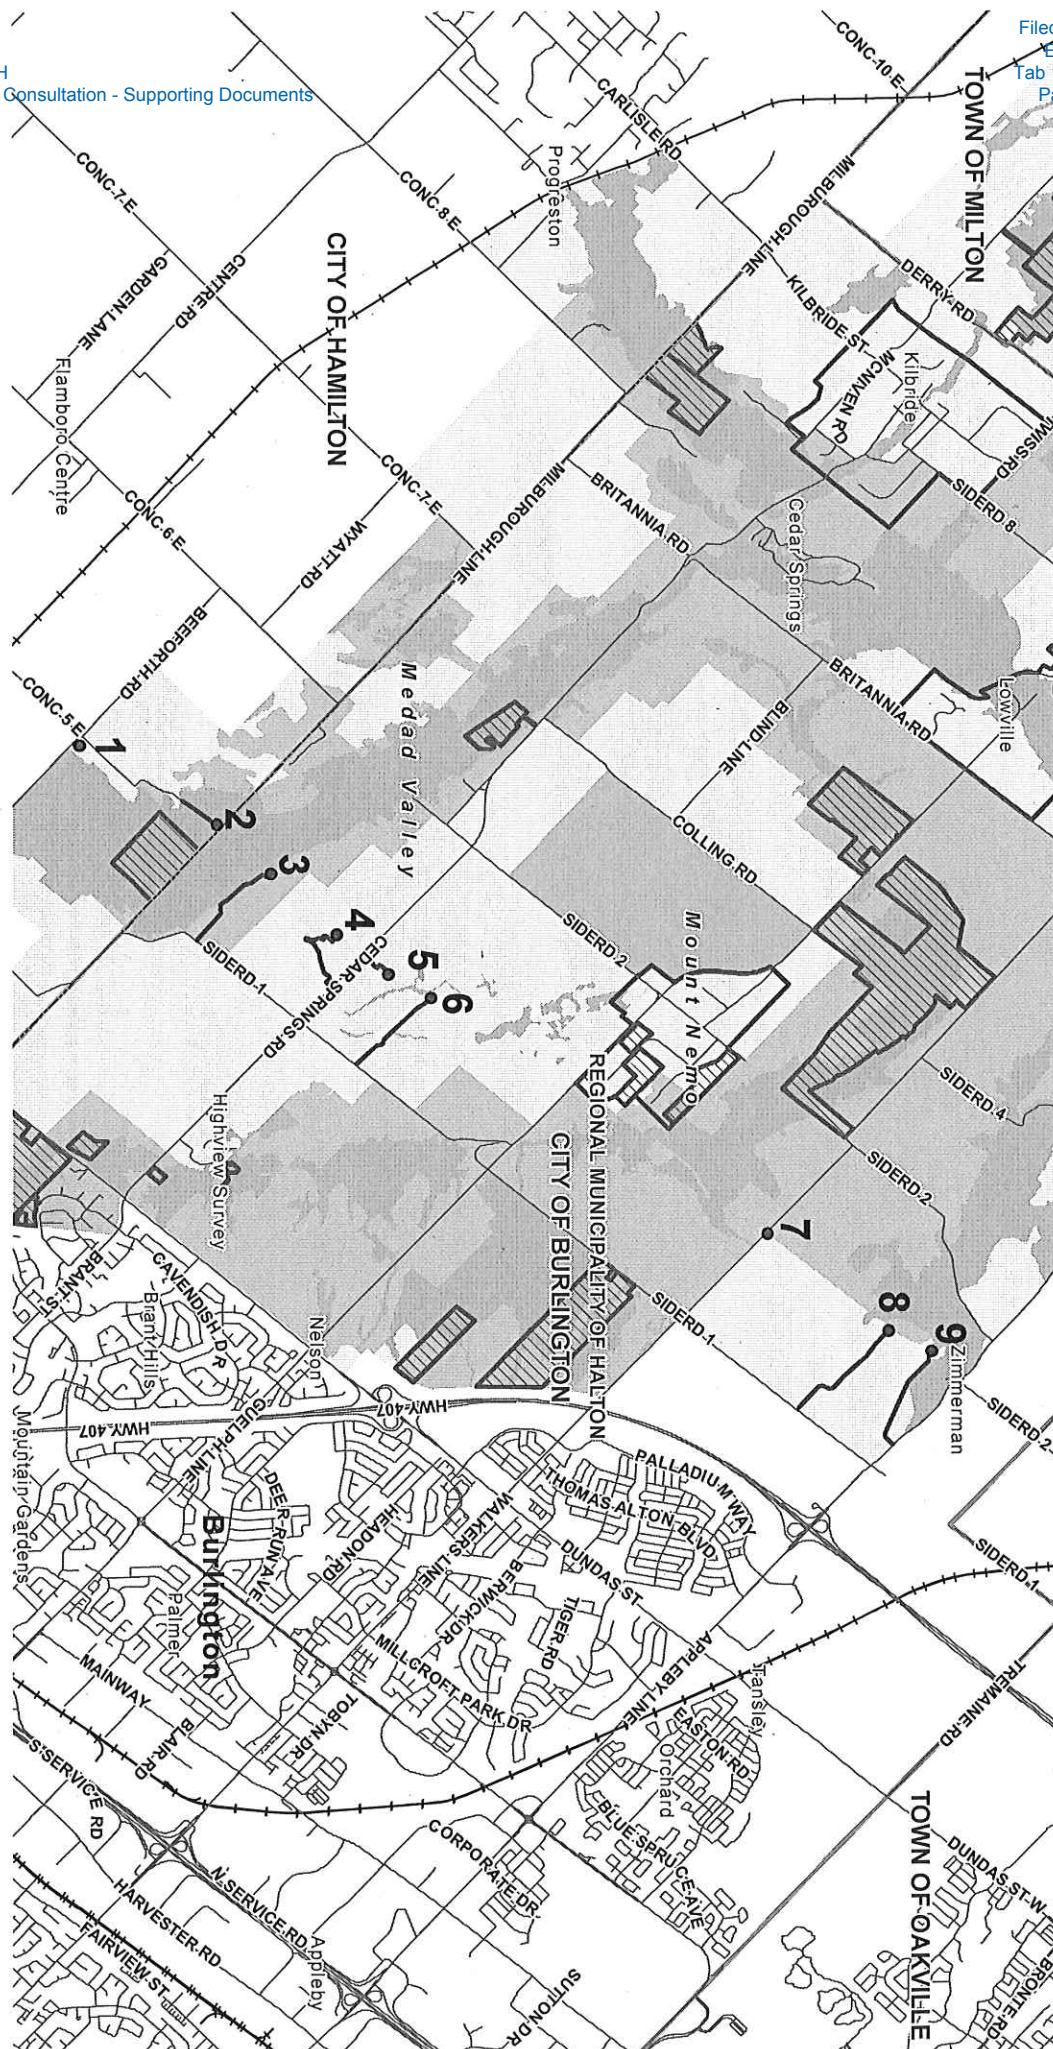 Filed
E
H
Tab
Consultation - Supporting Documents
Pa
CONC 10 E
TOWN OF MILTON
CARLISLE RD
Progreston
CONC 7 E
CONC 8 E
MILBUROUGH LINE
DERRY RD
KILBRIDE ST
MCNIVEN RD
Kilbride
TWISS RD
CITY OF HAMILTON
CENTRE RD
GARDEN LANE
Flamboro Centre
CONC 7 E
MILBUROUGH LINE
BRITANNIA RD
SIDERD 8
Cedar Springs
CONC 6 E
WYATT RD
BEEFORTH RD
CONC 5 E
Medad Valley
BLIND LINE
BRITANNIA RD
Lowville
1
2
3
4
5
6
COLLING RD
SIDERD 2
Mount Nemo
SIDERD 1
CEDAR SPRINGS RD
SIDERD 4
SIDERD 2
Highview Survey
REGIONAL MUNICIPALITY OF HALTON
CITY OF BURLINGTON
7
8
9
Zimmerman
SIDERD 1
SIDERD 2
BRANT ST
CAVENDISH DR
Brant Hills
Nelson
HWY 407
HWY 407
GUELPH LINE
Mountain Gardens
DEER RUN AVE
HEADON RD
WALKERS LINE
PALLADIUM WAY
THOMAS ALTON BLVD
DUNDAS ST
SIDERD 1
Burlington
Palmer
BERWICK DR
TIGER RD
MILLCROFT PARK DR
APPLEBY LINE
Tansley
TREMAINE RD
MAINWAY
BLAIR RD
TOBYN DR
EASTON RD
Orchard
S SERVICE RD
BLUE SPRUCE AVE
CORPORATE DR
TOWN OF OAKVILLE
DUNDAS ST W
HARVESTER RD
N SERVICE RD
FAIRVIEW ST
Appleby
SUTTON DR
BRONTE RD